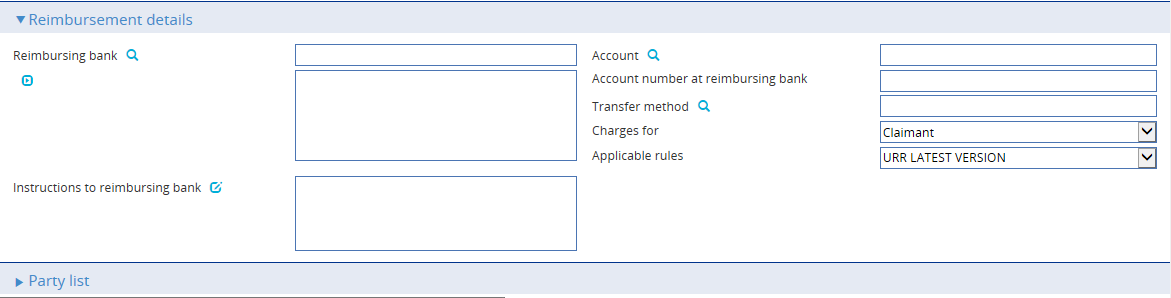 Reimbursement details
Reimbursing bank
Account
Account number at reimbursing bank
Transfer method
Charges for
Claimant
Applicable rules
URR LATEST VERSION
Instructions to reimbursing bank
Party list